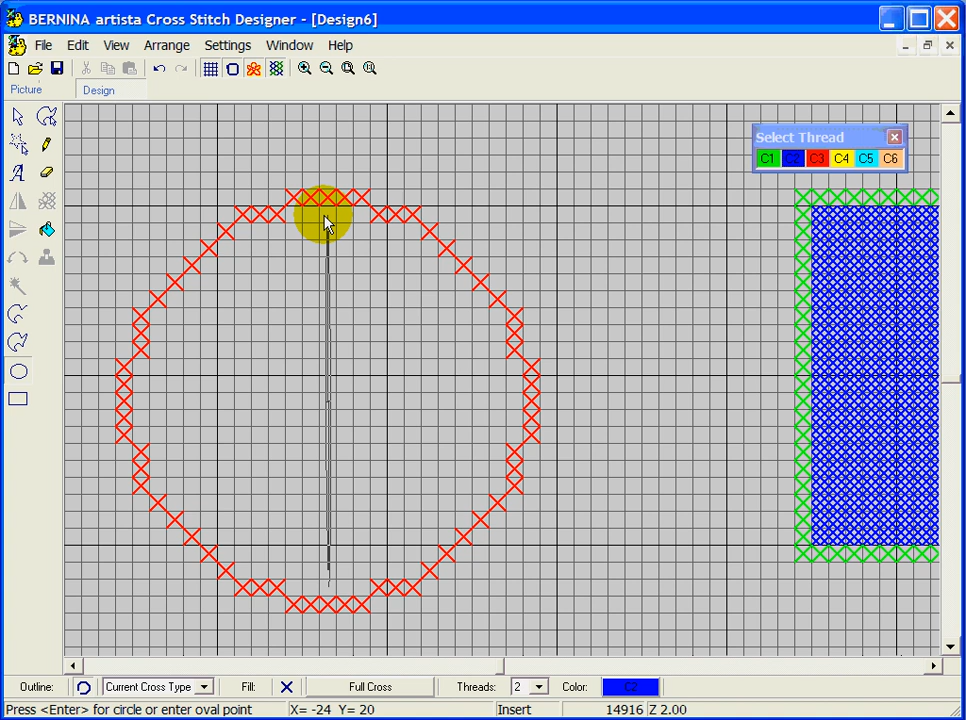 BERNINA artista Cross Stitch Designer - [Design6]
File Edit View Arrange Settings Window Help
Picture Design
Select Thread
C1 C2 C3 C4 C5 C6
A
Outline: Current Cross Type Fill: Full Cross Threads: 2 Color: C2
Press <Enter> for circle or enter oval point X= -24 Y= 20 Insert 14916 Z 2.00